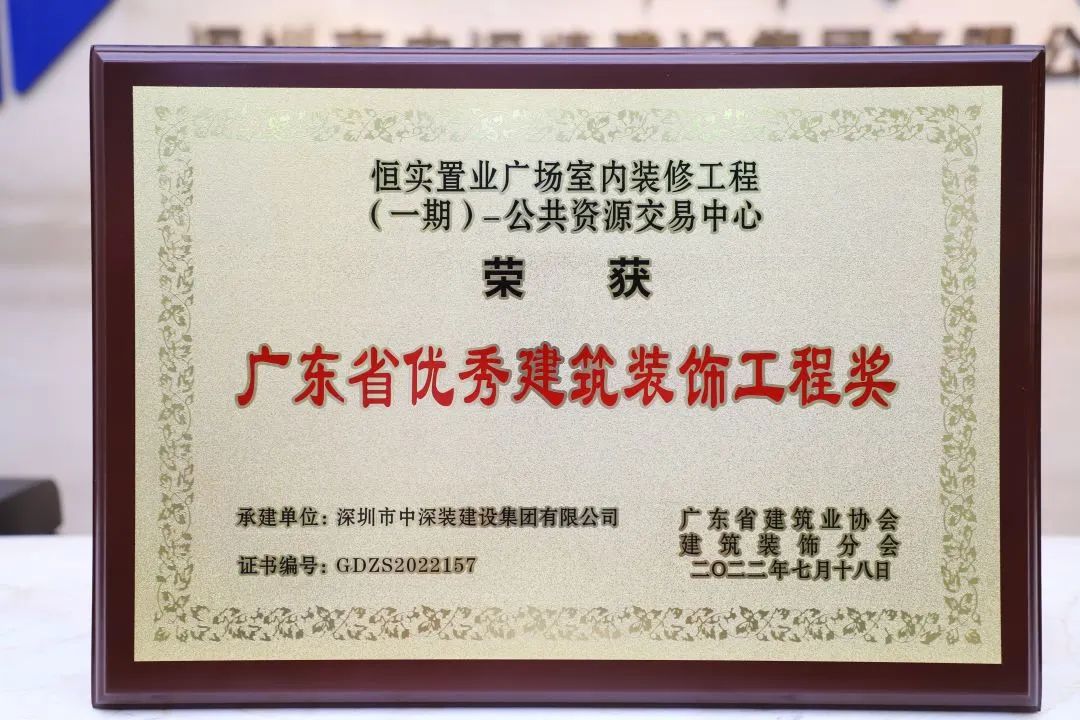 恒实置业广场室内装修工程
（一期）-公共资源交易中心
荣获
广东省优秀建筑装饰工程奖
承建单位：深圳市中深装建设集团有限公司
证书编号：GDZS2022157
广东省建筑业协会
建筑装饰分会
二〇二二年七月十八日